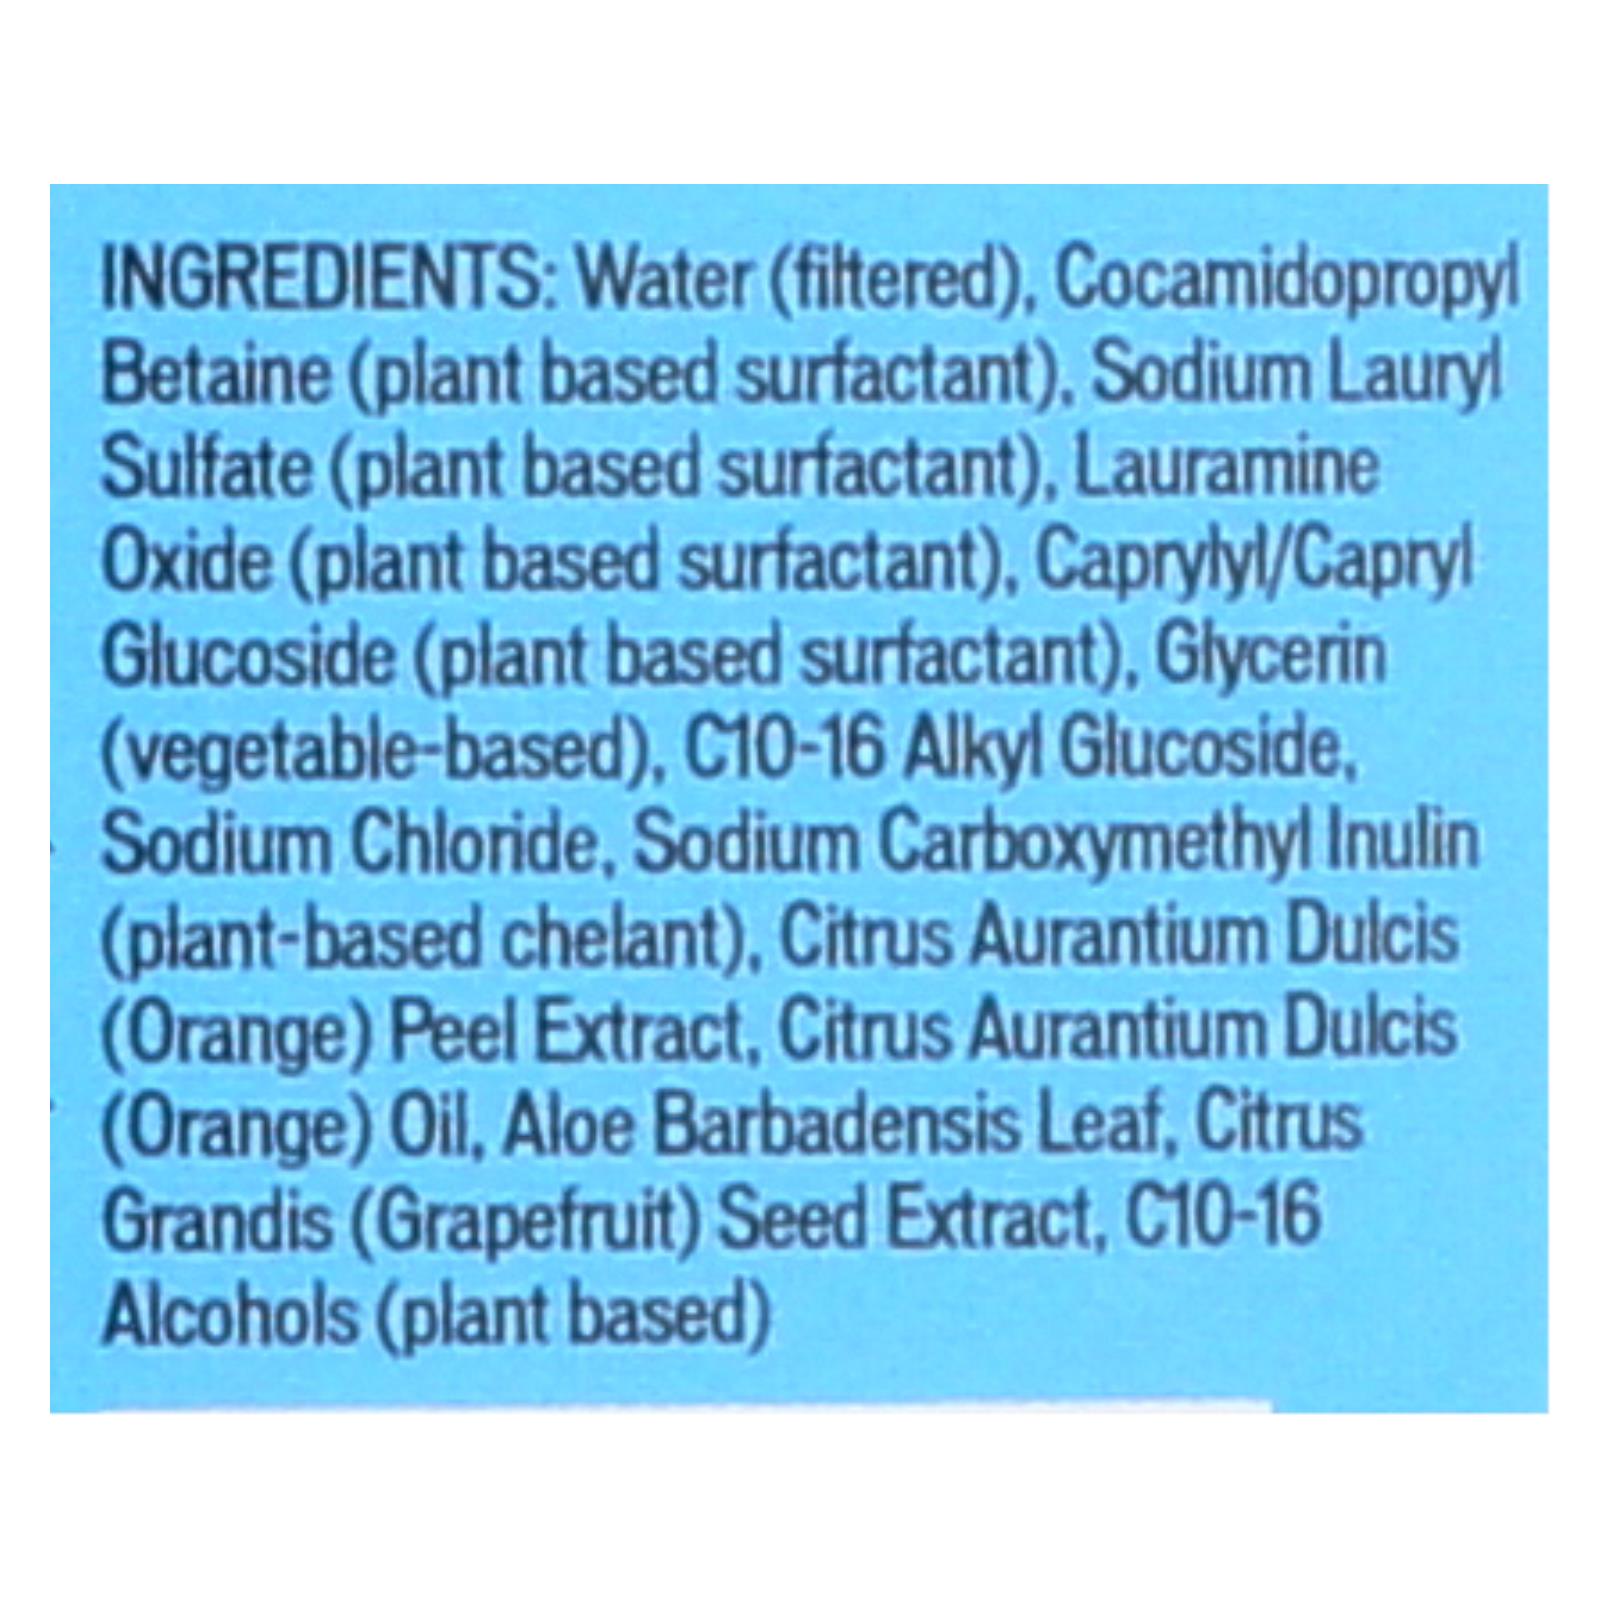 INGREDIENTS: Water (filtered), Cocamidopropyl
Betaine (plant based surfactant), Sodium Lauryl
Sulfate (plant based surfactant), Lauramine
Oxide (plant based surfactant), Caprylyl/Capryl
Glucoside (plant based surfactant), Glycerin
(vegetable-based), C10-16 Alkyl Glucoside,
Sodium Chloride, Sodium Carboxymethyl Inulin
(plant-based chelant), Citrus Aurantium Dulcis
(Orange) Peel Extract, Citrus Aurantium Dulcis
(Orange) Oil, Aloe Barbadensis Leaf, Citrus
Grandis (Grapefruit) Seed Extract, C10-16
Alcohols (plant based)